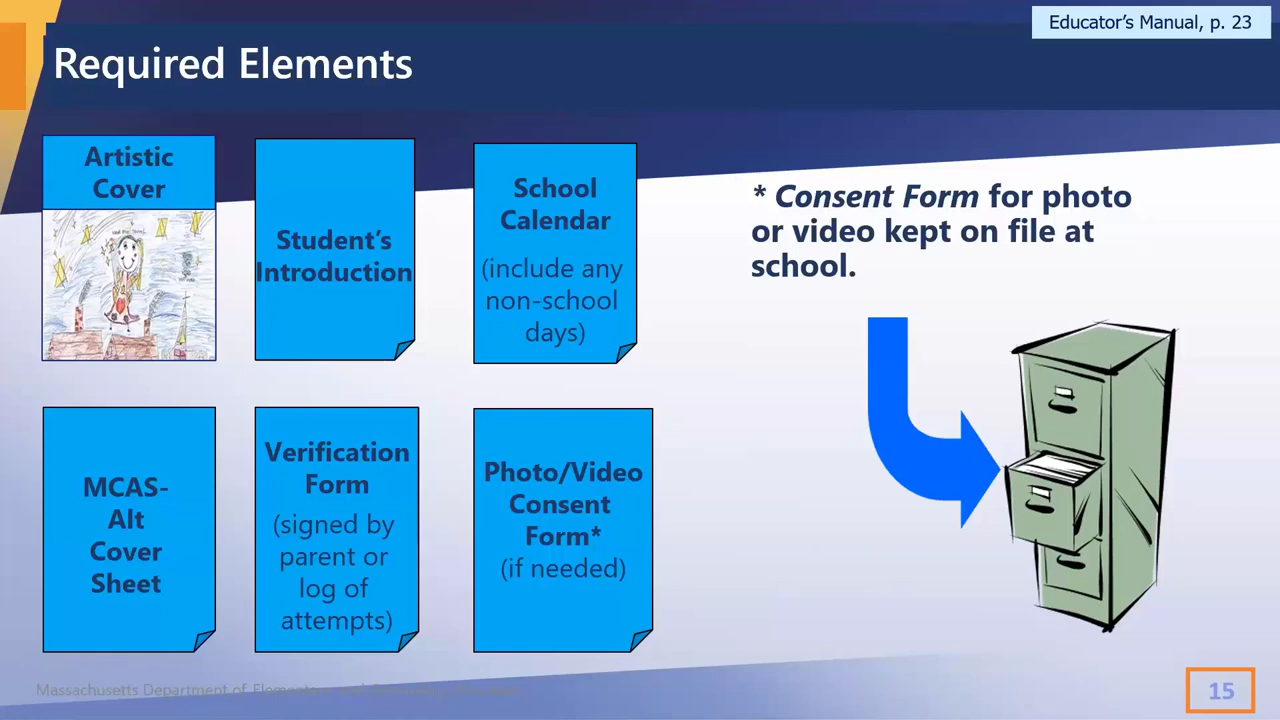 Educator's Manual, p. 23
Required Elements
Artistic
Cover
Student's
Introduction
School
Calendar
(include any
non-school
days)
* Consent Form for photo
or video kept on file at
school.
MCAS-
Alt
Cover
Sheet
Verification
Form
(signed by
parent or
log of
attempts)
Photo/Video
Consent
Form*
(if needed)
Massachusetts Department of Elementary and Secondary Education
15